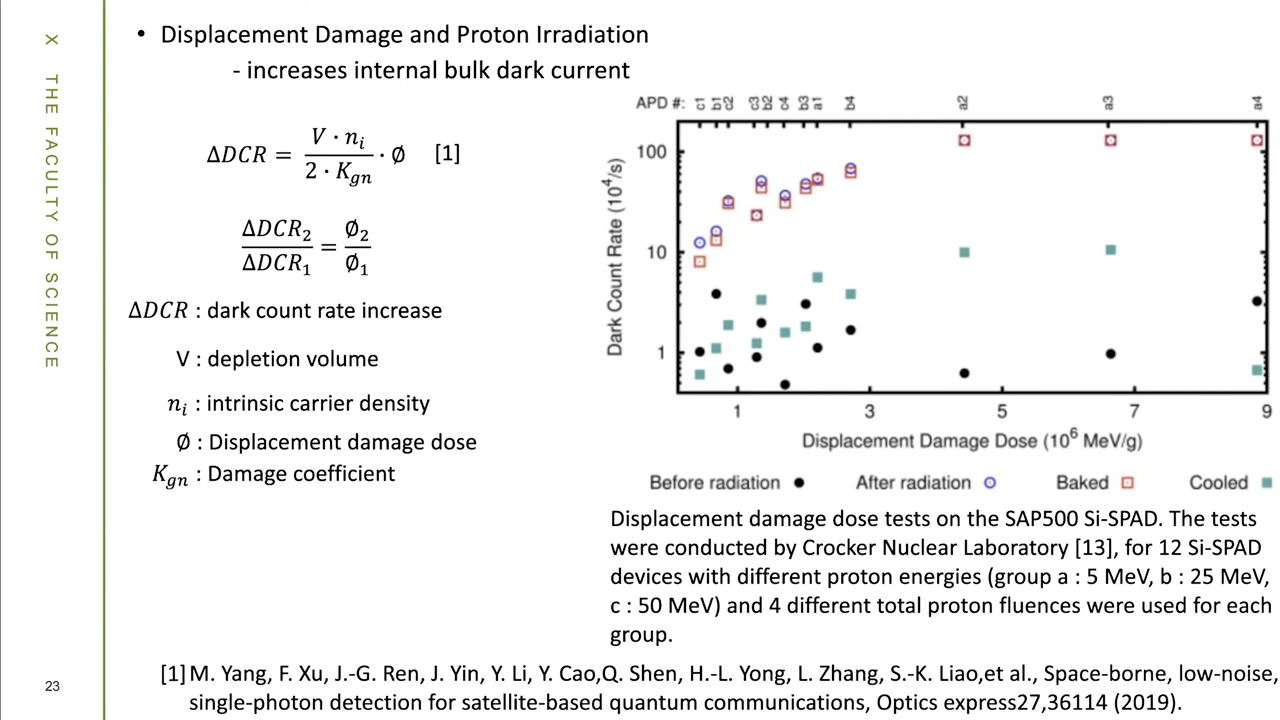 X THE FACULTY OF SCIENCE
• Displacement Damage and Proton Irradiation
- increases internal bulk dark current
ΔDCR = V · n_i / 2 · K_gn · Ø [1]
ΔDCR_2 / ΔDCR_1 = Ø_2 / Ø_1
ΔDCR : dark count rate increase
V : depletion volume
n_i : intrinsic carrier density
Ø : Displacement damage dose
K_gn : Damage coefficient
APD #: c1 b1 c2 c3 b2 c4 b3 a1 b4 a2 a3 a4
Dark Count Rate (10^4/s)
100
10
1
1 3 5 7 9
Displacement Damage Dose (10^6 MeV/g)
Before radiation After radiation Baked Cooled
Displacement damage dose tests on the SAP500 Si-SPAD. The tests
were conducted by Crocker Nuclear Laboratory [13], for 12 Si-SPAD
devices with different proton energies (group a : 5 MeV, b : 25 MeV,
c : 50 MeV) and 4 different total proton fluences were used for each
group.
[1] M. Yang, F. Xu, J.-G. Ren, J. Yin, Y. Li, Y. Cao,Q. Shen, H.-L. Yong, L. Zhang, S.-K. Liao,et al., Space-borne, low-noise,
single-photon detection for satellite-based quantum communications, Optics express27,36114 (2019).
23